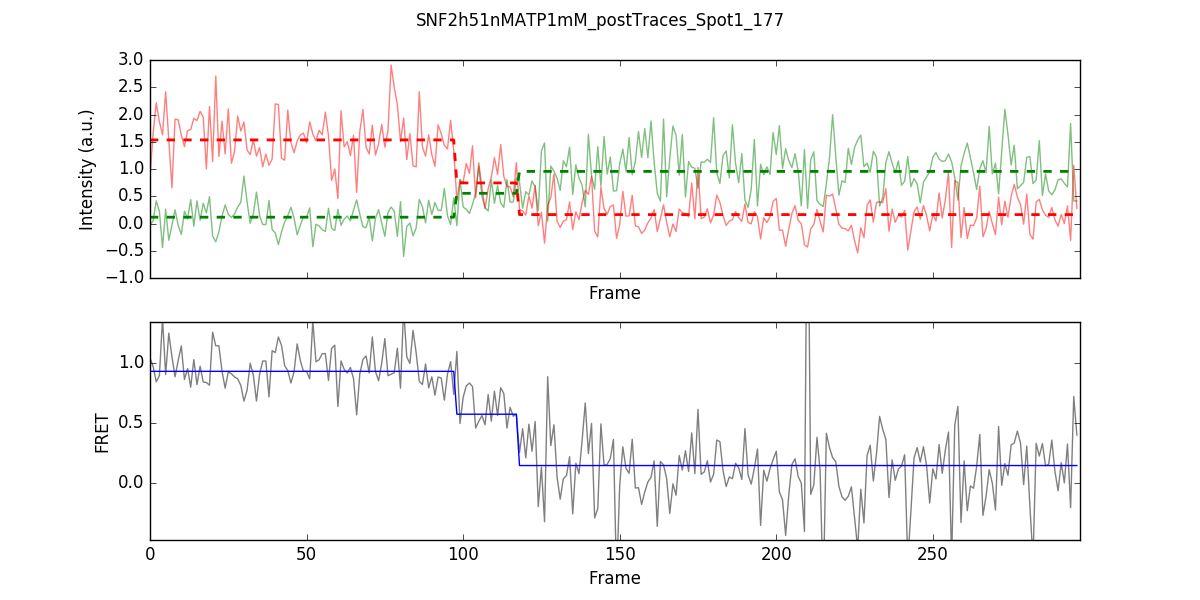 SNF2h51nMATP1mM_postTraces_Spot1_177
3.0
2.5
2.0
1.5
1.0
0.5
0.0
−0.5
−1.0
Intensity (a.u.)
Frame
1.0
0.5
0.0
FRET
0 50 100 150 200 250
Frame